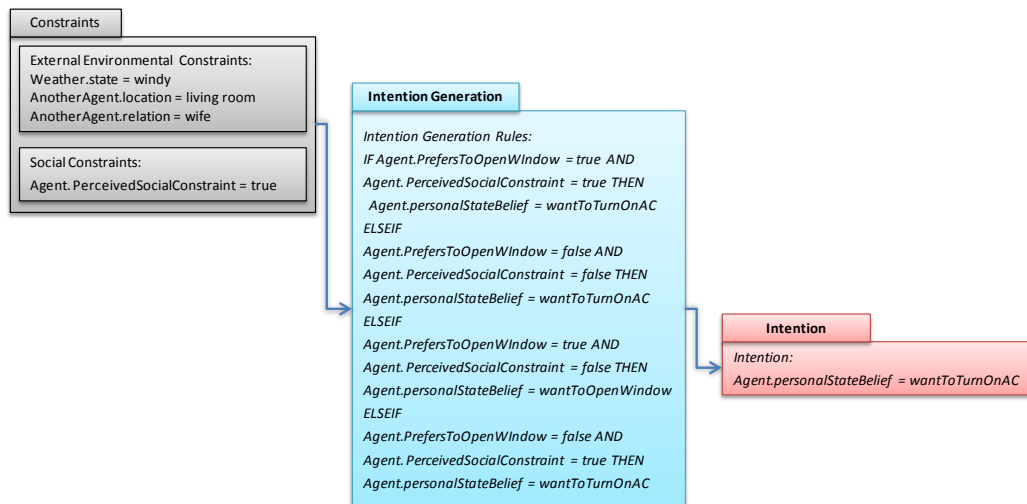 Constraints
External Environmental Constraints:
Weather.state = windy
AnotherAgent.location = living room
AnotherAgent.relation = wife
Social Constraints:
Agent. PerceivedSocialConstraint = true
Intention Generation
Intention Generation Rules:
IF Agent.PrefersToOpenWIndow = true AND
Agent. PerceivedSocialConstraint = true THEN
Agent.personalStateBelief = wantToTurnOnAC
ELSEIF
Agent.PrefersToOpenWIndow = false AND
Agent. PerceivedSocialConstraint = false THEN
Agent.personalStateBelief = wantToTurnOnAC
ELSEIF
Agent.PrefersToOpenWIndow = true AND
Agent. PerceivedSocialConstraint = false THEN
Agent.personalStateBelief = wantToOpenWindow
ELSEIF
Agent.PrefersToOpenWIndow = false AND
Agent. PerceivedSocialConstraint = true THEN
Agent.personalStateBelief = wantToTurnOnAC
Intention
Intention:
Agent.personalStateBelief = wantToTurnOnAC